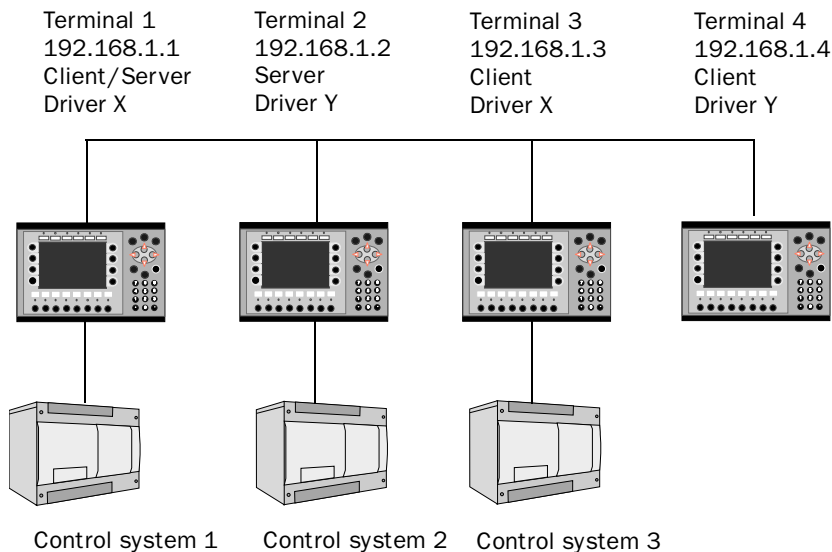 Terminal 1
192.168.1.1
Client/Server
Driver X
Terminal 2
192.168.1.2
Server
Driver Y
Terminal 3
192.168.1.3
Client
Driver X
Terminal 4
192.168.1.4
Client
Driver Y
Control system 1
Control system 2
Control system 3